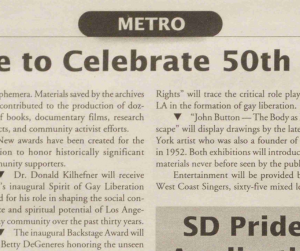 METRO
e to Celebrate 50th
phemera. Materials saved by the archives
contributed to the production of doz-
f books, documentary films, research
cts, and community activist efforts.
New awards have been created for the
ion to honor historically significant
munity supporters.
▼ Dr. Donald Kilhefner will receive
's inaugural Spirit of Gay Liberation
d for his role in shaping the social con-
te and spiritual potential of Los Ange-
y community over the past thirty years.
▼ The inaugural Backstage Award will
Betty DeGeneres honoring the unseen
Rights" will trace the critical role play
LA in the formation of gay liberation.
▼ "John Button — The Body as
scape" will display drawings by the late
York artist who was also a founder of
in 1952. Both exhibitions will introduc
materials never before seen by the publ
Entertainment will be provided b
West Coast Singers, sixty-five mixed l
SD Pride